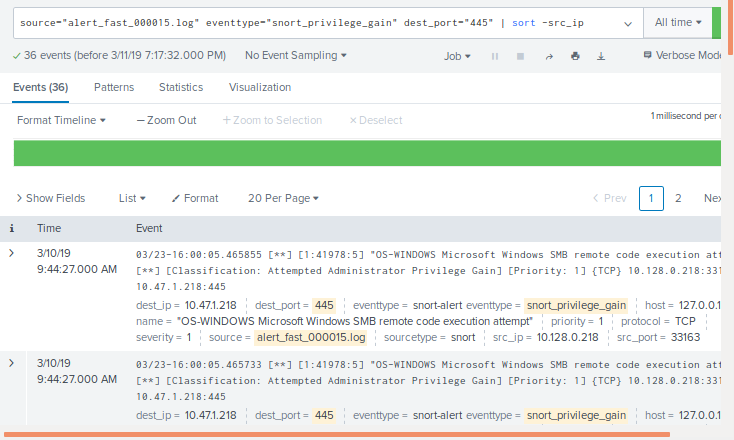 source="alert_fast_000015.log" eventtype="snort_privilege_gain" dest_port="445" | sort -src_ip
All time
36 events (before 3/11/19 7:17:32.000 PM) No Event Sampling Job Verbose Mode
Events (36) Patterns Statistics Visualization
Format Timeline — Zoom Out + Zoom to Selection × Deselect 1 millisecond per c
> Show Fields List Format 20 Per Page < Prev 1 2 Nex
i Time Event
3/10/19 03/23-16:00:05.465855 [**] [1:41978:5] "OS-WINDOWS Microsoft Windows SMB remote code execution att
9:44:27.000 AM [**] [Classification: Attempted Administrator Privilege Gain] [Priority: 1] {TCP} 10.128.0.218:331
10.47.1.218:445
dest_ip = 10.47.1.218 dest_port = 445 eventtype = snort-alert eventtype = snort_privilege_gain host = 127.0.0.1
name = "OS-WINDOWS Microsoft Windows SMB remote code execution attempt" priority = 1 protocol = TCP
severity = 1 source = alert_fast_000015.log sourcetype = snort src_ip = 10.128.0.218 src_port = 33163
3/10/19 03/23-16:00:05.465733 [**] [1:41978:5] "OS-WINDOWS Microsoft Windows SMB remote code execution att
9:44:27.000 AM [**] [Classification: Attempted Administrator Privilege Gain] [Priority: 1] {TCP} 10.128.0.218:331
10.47.1.218:445
dest_ip = 10.47.1.218 dest_port = 445 eventtype = snort-alert eventtype = snort_privilege_gain host = 127.0.0.1